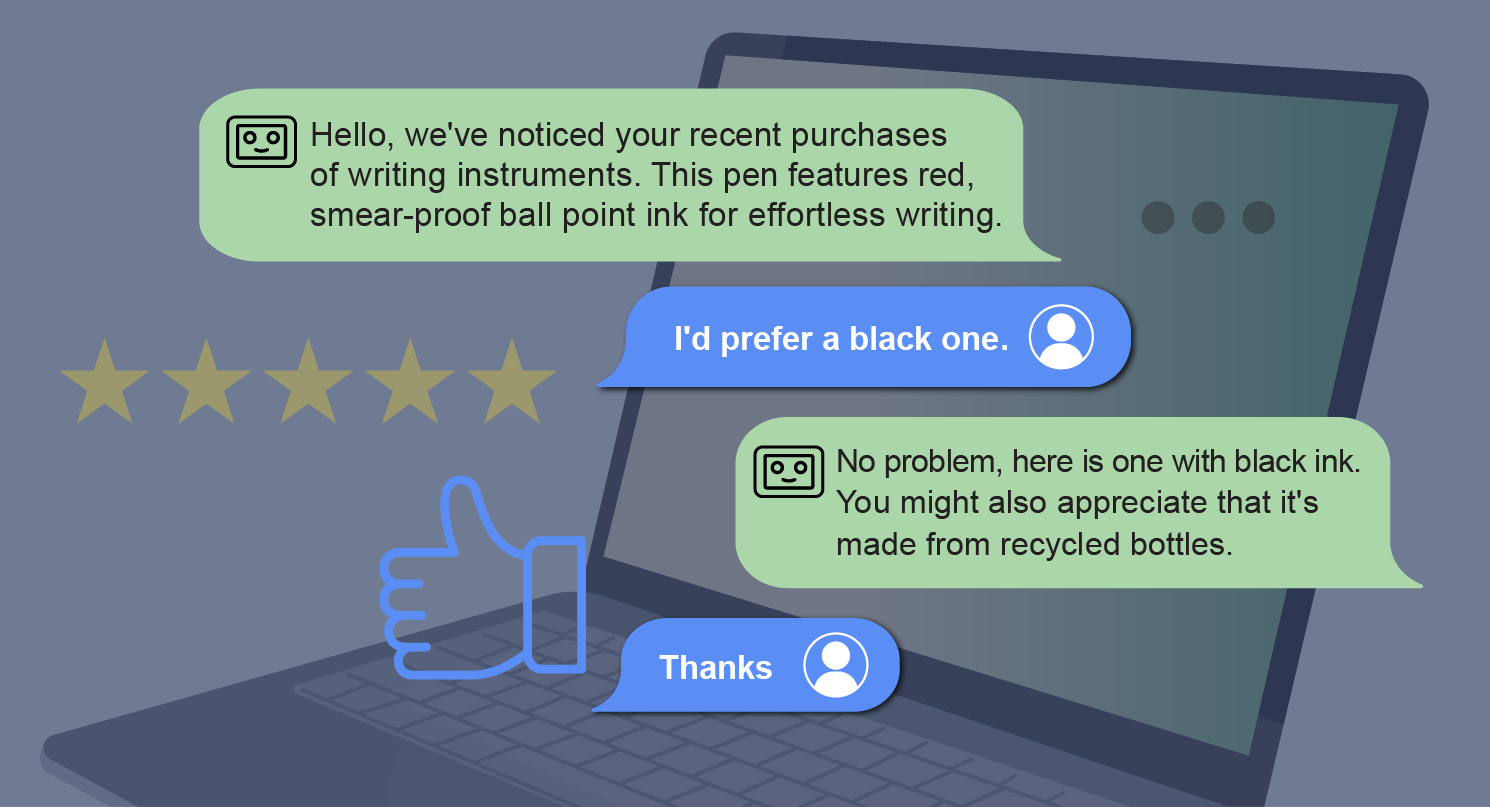 Hello, we've noticed your recent purchases
of writing instruments. This pen features red,
smear-proof ball point ink for effortless writing.
I'd prefer a black one.
No problem, here is one with black ink.
You might also appreciate that it's
made from recycled bottles.
Thanks